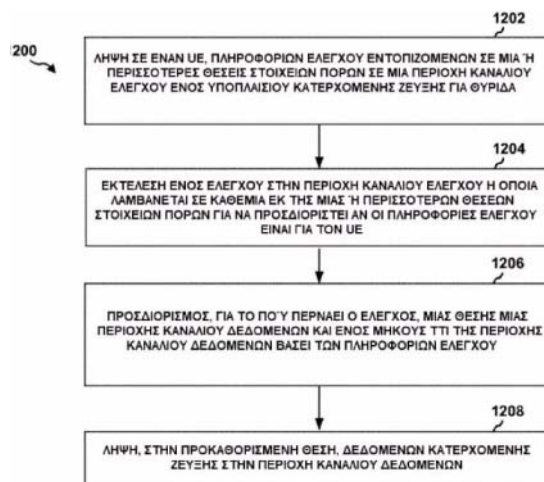 1202
1200
ΛΗΨΗ ΣΕ ΕΝΑΝ UE, ΠΛΗΡΟΦΟΡΙΩΝ ΕΛΕΓΧΟΥ ΕΝΤΟΠΙΖΟΜΕΝΩΝ ΣΕ ΜΙΑ Ή
ΠΕΡΙΣΣΟΤΕΡΕΣ ΘΕΣΕΙΣ ΣΤΟΙΧΕΙΩΝ ΠΟΡΩΝ ΣΕ ΜΙΑ ΠΕΡΙΟΧΗ ΚΑΝΑΛΙΟΥ
ΕΛΕΓΧΟΥ ΕΝΟΣ ΥΠΟΠΛΑΙΣΙΟΥ ΚΑΤΕΡΧΟΜΕΝΗΣ ΖΕΥΞΗΣ ΓΙΑ ΘΥΡΙΔΑ
1204
ΕΚΤΕΛΕΣΗ ΕΝΟΣ ΕΛΕΓΧΟΥ ΣΤΗΝ ΠΕΡΙΟΧΗ ΚΑΝΑΛΙΟΥ ΕΛΕΓΧΟΥ Η ΟΠΟΙΑ
ΛΑΜΒΑΝΕΤΑΙ ΣΕ ΚΑΘΕΜΙΑ ΕΚ ΤΗΣ ΜΙΑΣ Ή ΠΕΡΙΣΣΟΤΕΡΩΝ ΘΕΣΕΩΝ
ΣΤΟΙΧΕΙΩΝ ΠΟΡΩΝ ΓΙΑ ΝΑ ΠΡΟΣΔΙΟΡΙΣΤΕΙ ΑΝ ΟΙ ΠΛΗΡΟΦΟΡΙΕΣ ΕΛΕΓΧΟΥ
ΕΙΝΑΙ ΓΙΑ ΤΟΝ UE
1206
ΠΡΟΣΔΙΟΡΙΣΜΟΣ, ΓΙΑ ΤΟ ΠΟΎ ΠΕΡΝΑΕΙ Ο ΕΛΕΓΧΟΣ, ΜΙΑΣ ΘΕΣΗΣ ΜΙΑΣ
ΠΕΡΙΟΧΗΣ ΚΑΝΑΛΙΟΥ ΔΕΔΟΜΕΝΩΝ ΚΑΙ ΕΝΟΣ ΜΗΚΟΥΣ ΤΤΙ ΤΗΣ ΠΕΡΙΟΧΗΣ
ΚΑΝΑΛΙΟΥ ΔΕΔΟΜΕΝΩΝ ΒΑΣΕΙ ΤΩΝ ΠΛΗΡΟΦΟΡΙΩΝ ΕΛΕΓΧΟΥ
1208
ΛΗΨΗ, ΣΤΗΝ ΠΡΟΚΑΘΟΡΙΣΜΕΝΗ ΘΕΣΗ, ΔΕΔΟΜΕΝΩΝ ΚΑΤΕΡΧΟΜΕΝΗΣ
ΖΕΥΞΗΣ ΣΤΗΝ ΠΕΡΙΟΧΗ ΚΑΝΑΛΙΟΥ ΔΕΔΟΜΕΝΩΝ